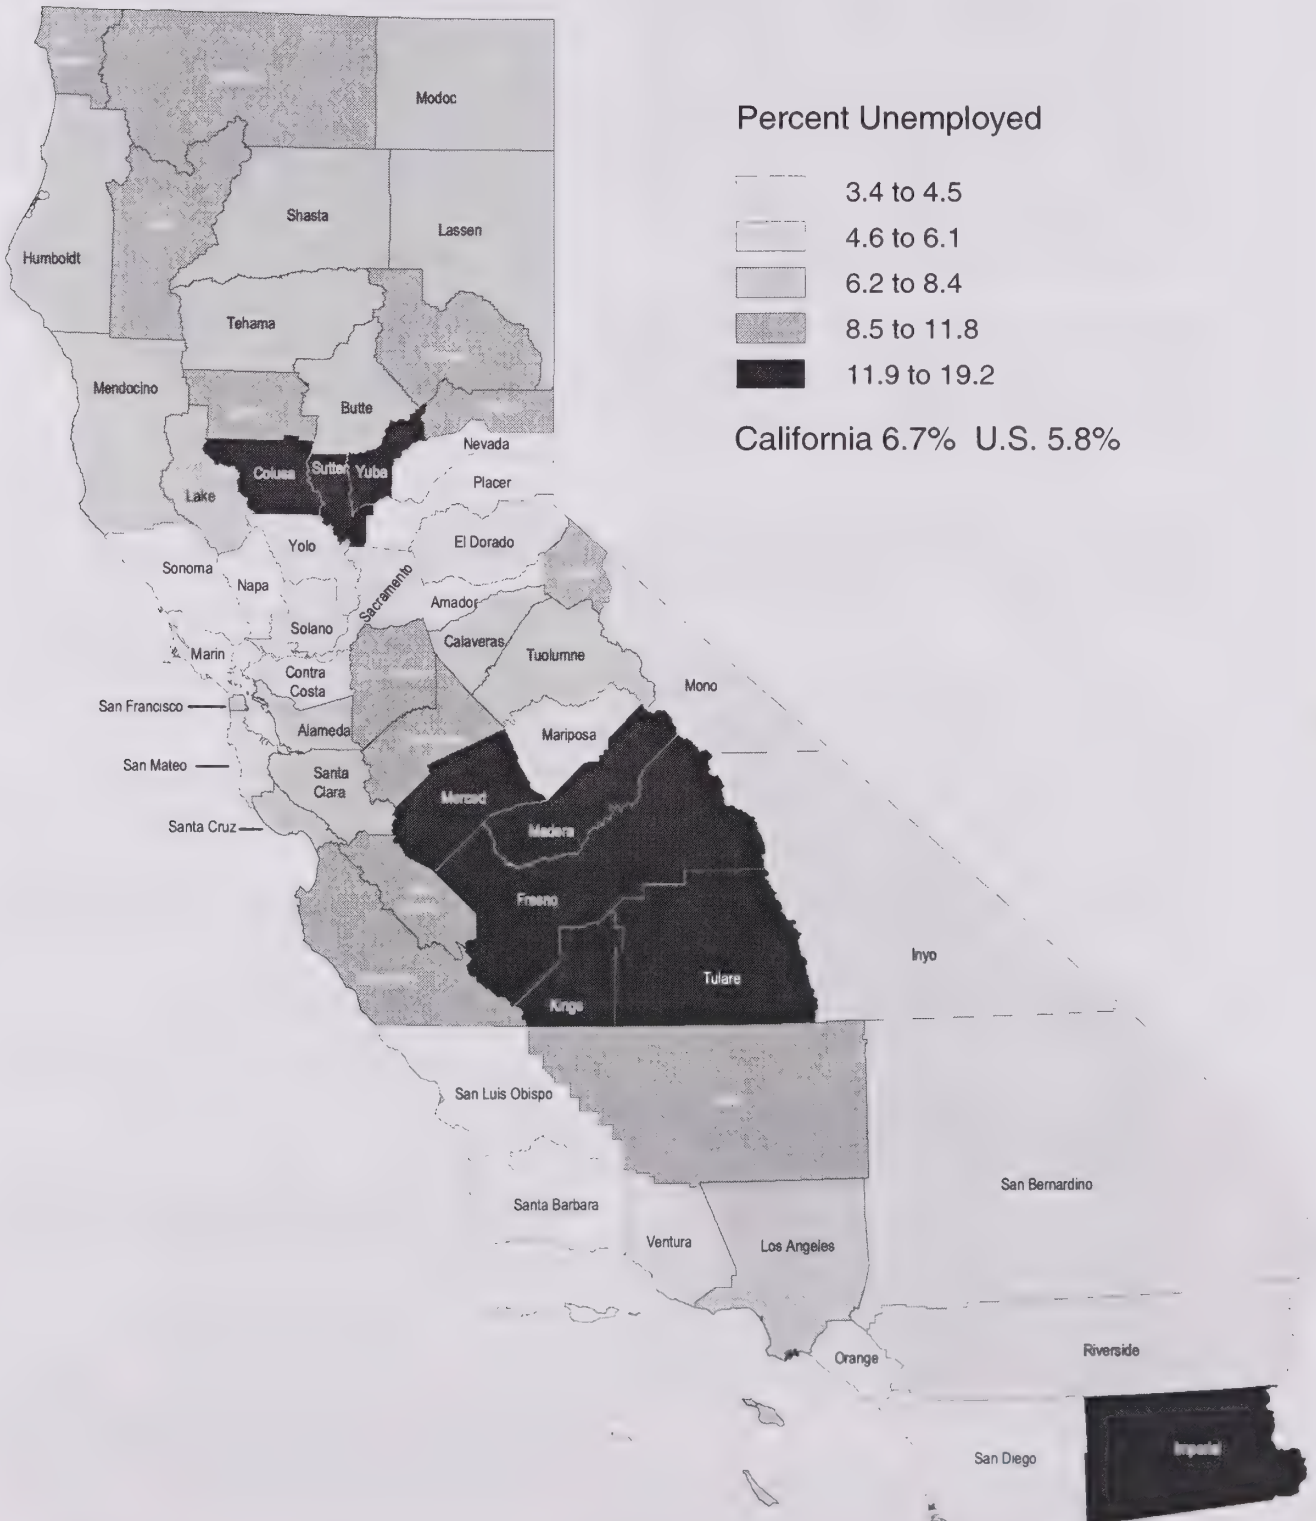 Modoc
Percent Unemployed
3.4 to 4.5
4.6 to 6.1
6.2 to 8.4
8.5 to 11.8
11.9 to 19.2
California 6.7% U.S. 5.8%
Shasta
Lassen
Humboldt
Tehama
Mendocino
Butte
Nevada
Colusa
Sutter
Yuba
Placer
Lake
Yolo
El Dorado
Sonoma
Napa
Sacramento
Amador
Solano
Calaveras
Marin
Tuolumne
Contra
Costa
Mono
San Francisco
Alameda
Mariposa
San Mateo
Santa
Clara
Merced
Santa Cruz
Madera
Fresno
Inyo
Tulare
Kings
San Luis Obispo
San Bernardino
Santa Barbara
Ventura
Los Angeles
Orange
Riverside
Imperial
San Diego